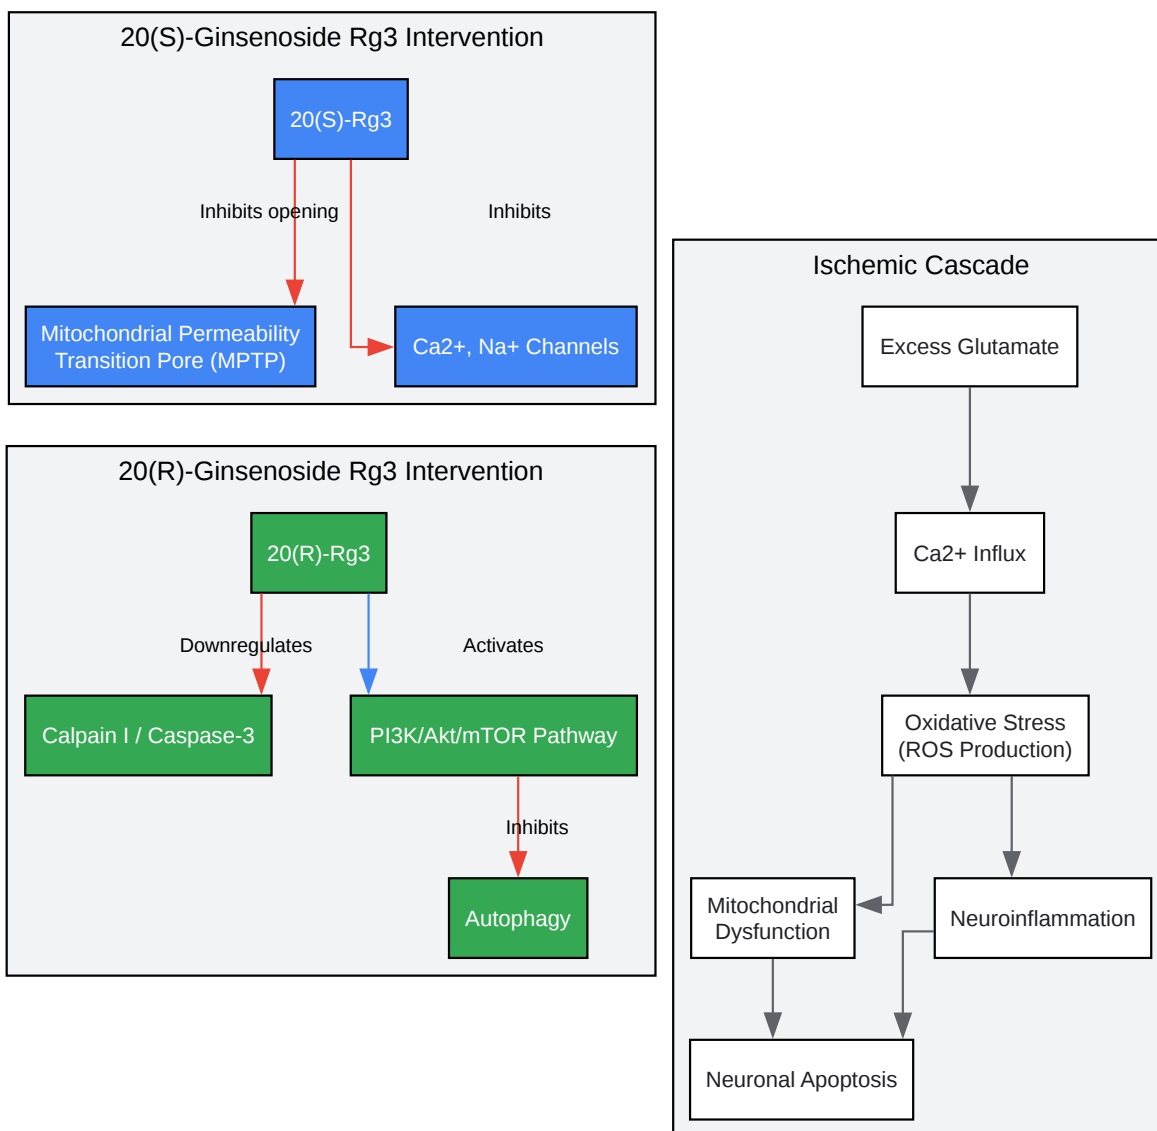 20(S)-Ginsenoside Rg3 Intervention
20(S)-Rg3
Inhibits opening
Inhibits
Mitochondrial Permeability
Transition Pore (MPTP)
Ca2+, Na+ Channels
20(R)-Ginsenoside Rg3 Intervention
20(R)-Rg3
Downregulates
Activates
Calpain I / Caspase-3
PI3K/Akt/mTOR Pathway
Inhibits
Autophagy
Ischemic Cascade
Excess Glutamate
Ca2+ Influx
Oxidative Stress
(ROS Production)
Mitochondrial
Dysfunction
Neuroinflammation
Neuronal Apoptosis